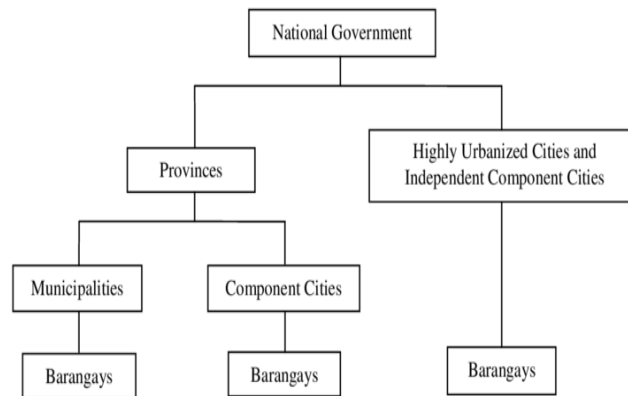 National Government
Highly Urbanized Cities and
Independent Component Cities
Provinces
Municipalities
Component Cities
Barangays
Barangays
Barangays